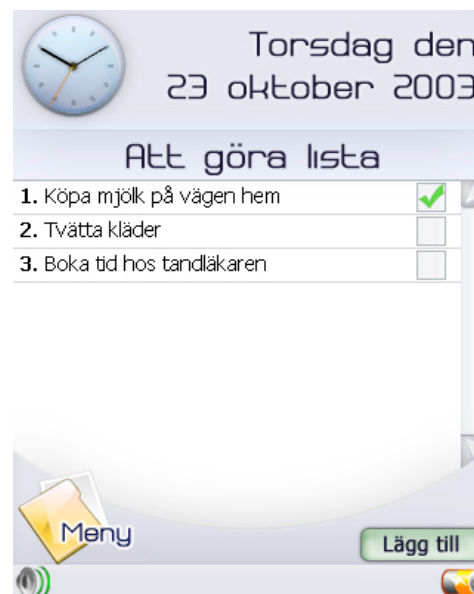 Torsdag den
23 oktober 2003
Att göra lista
1. Köpa mjölk på vägen hem
2. Tvätta kläder
3. Boka tid hos tandläkaren
Meny
Lägg till